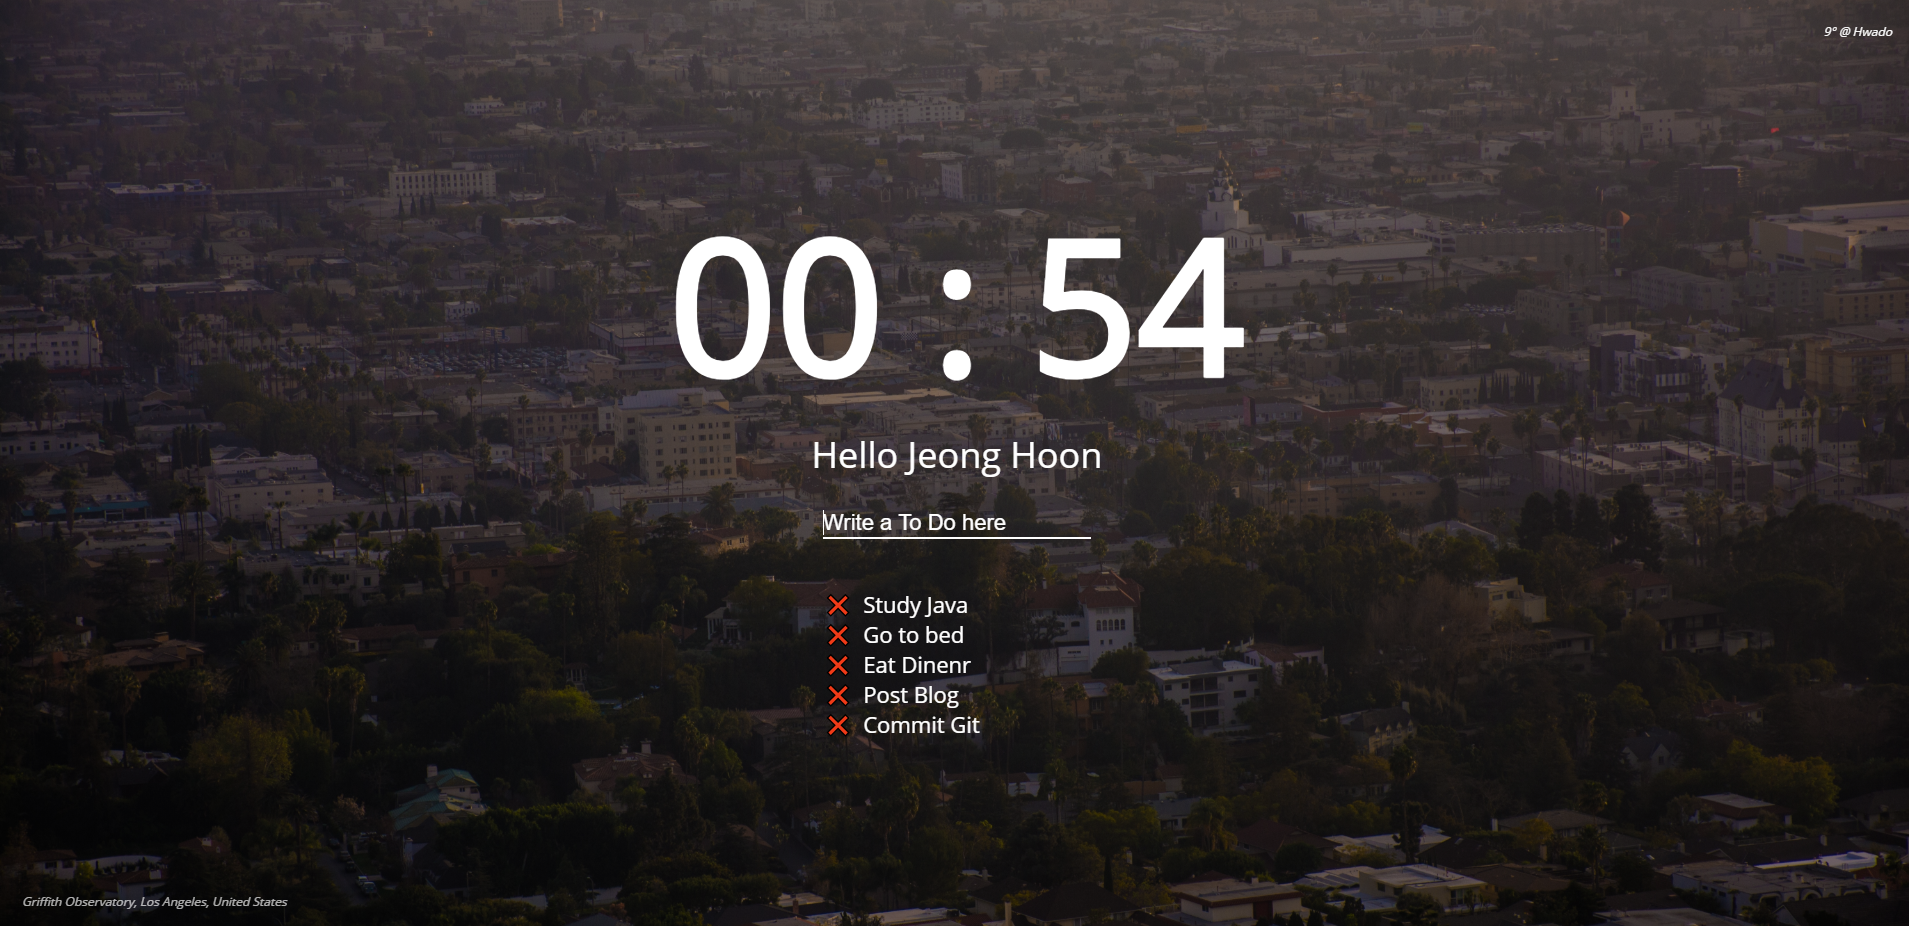 9° @ Hwado
00 : 54
Hello Jeong Hoon
Write a To Do here
Study Java
Go to bed
Eat Dinenr
Post Blog
Commit Git
Griffith Observatory, Los Angeles, United States